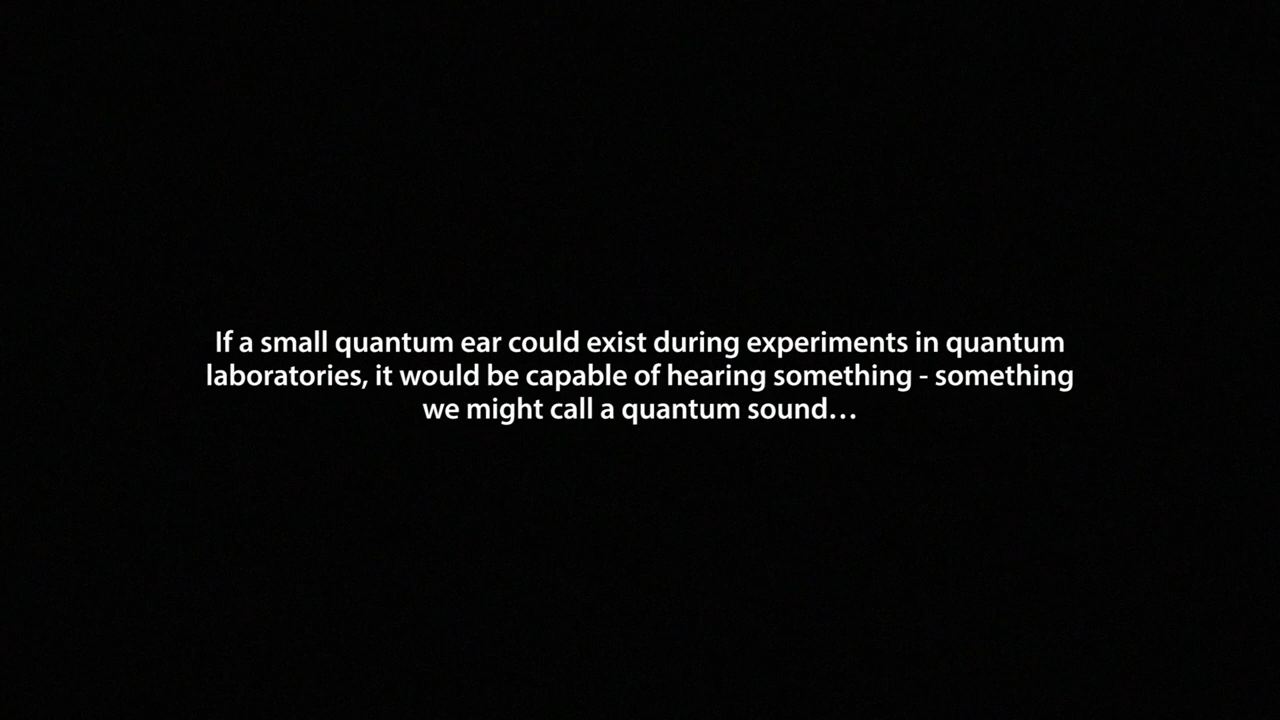 If a small quantum ear could exist during experiments in quantum
laboratories, it would be capable of hearing something - something
we might call a quantum sound…